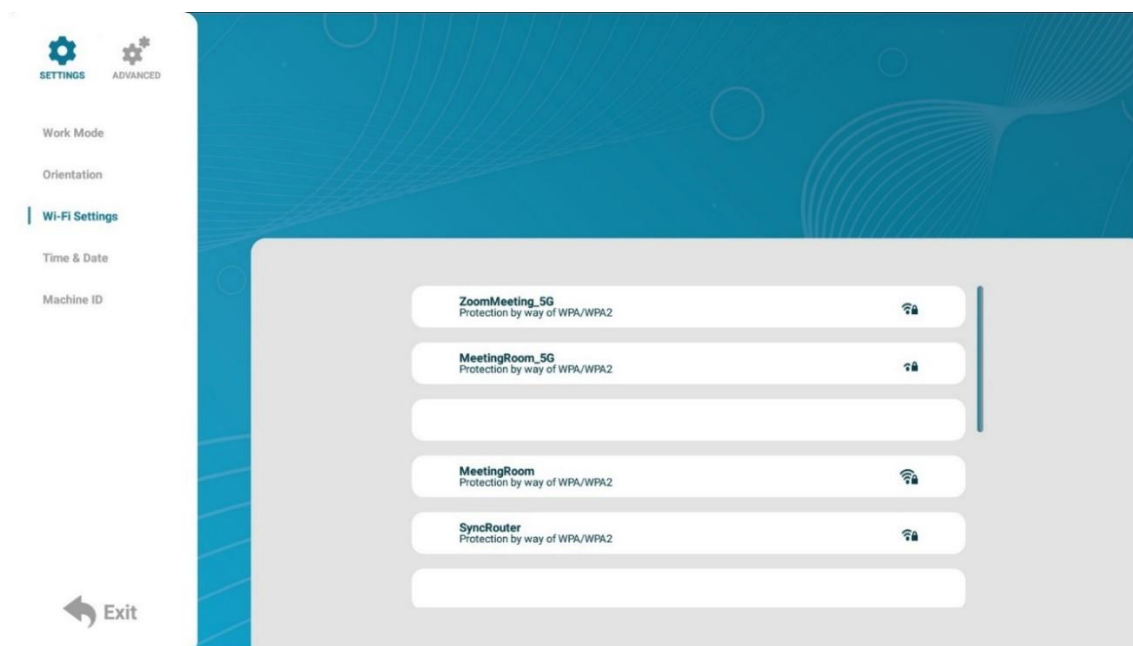 SETTINGS
ADVANCED
Work Mode
Orientation
Wi-Fi Settings
Time & Date
Machine ID
Exit
ZoomMeeting_5G
Protection by way of WPA/WPA2
MeetingRoom_5G
Protection by way of WPA/WPA2
MeetingRoom
Protection by way of WPA/WPA2
SyncRouter
Protection by way of WPA/WPA2